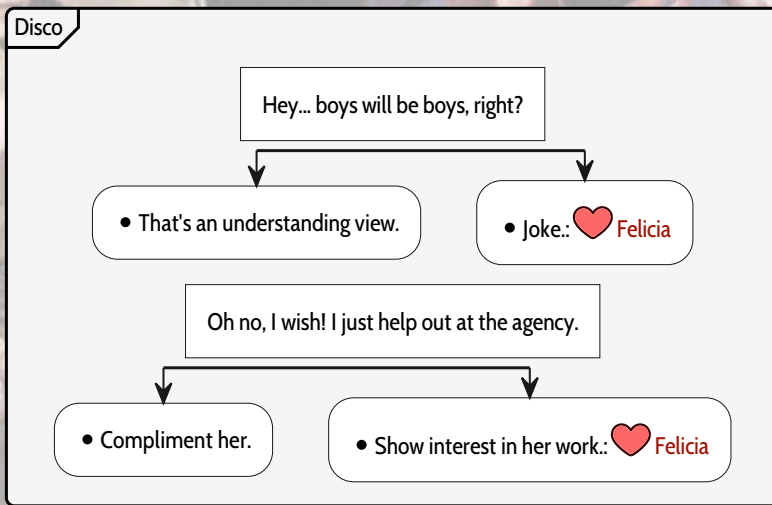 Disco
Hey... boys will be boys, right?
• That's an understanding view.
• Joke.: Felicia
Oh no, I wish! I just help out at the agency.
• Compliment her.
• Show interest in her work.: Felicia